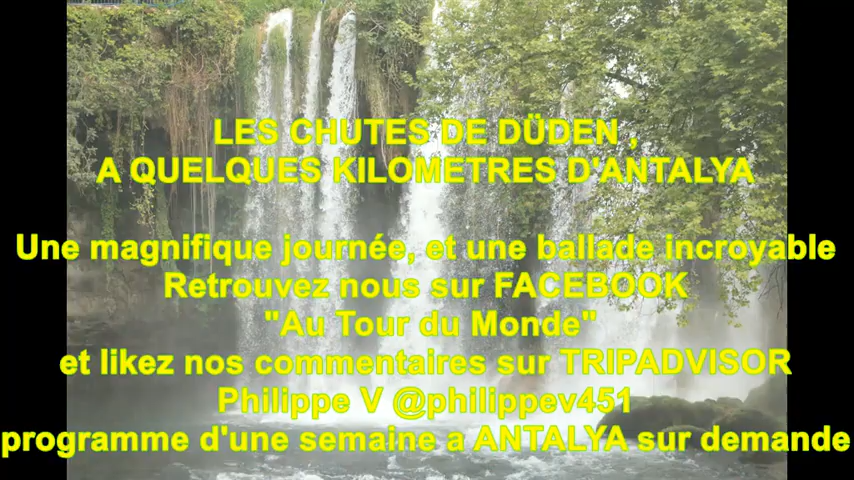 LES CHUTES DE DÜDEN ,
A QUELQUES KILOMETRES D'ANTALYA
Une magnifique journée, et une ballade incroyable
Retrouvez nous sur FACEBOOK
"Au Tour du Monde"
et likez nos commentaires sur TRIPADVISOR
Philippe V @philippev451
programme d'une semaine a ANTALYA sur demande